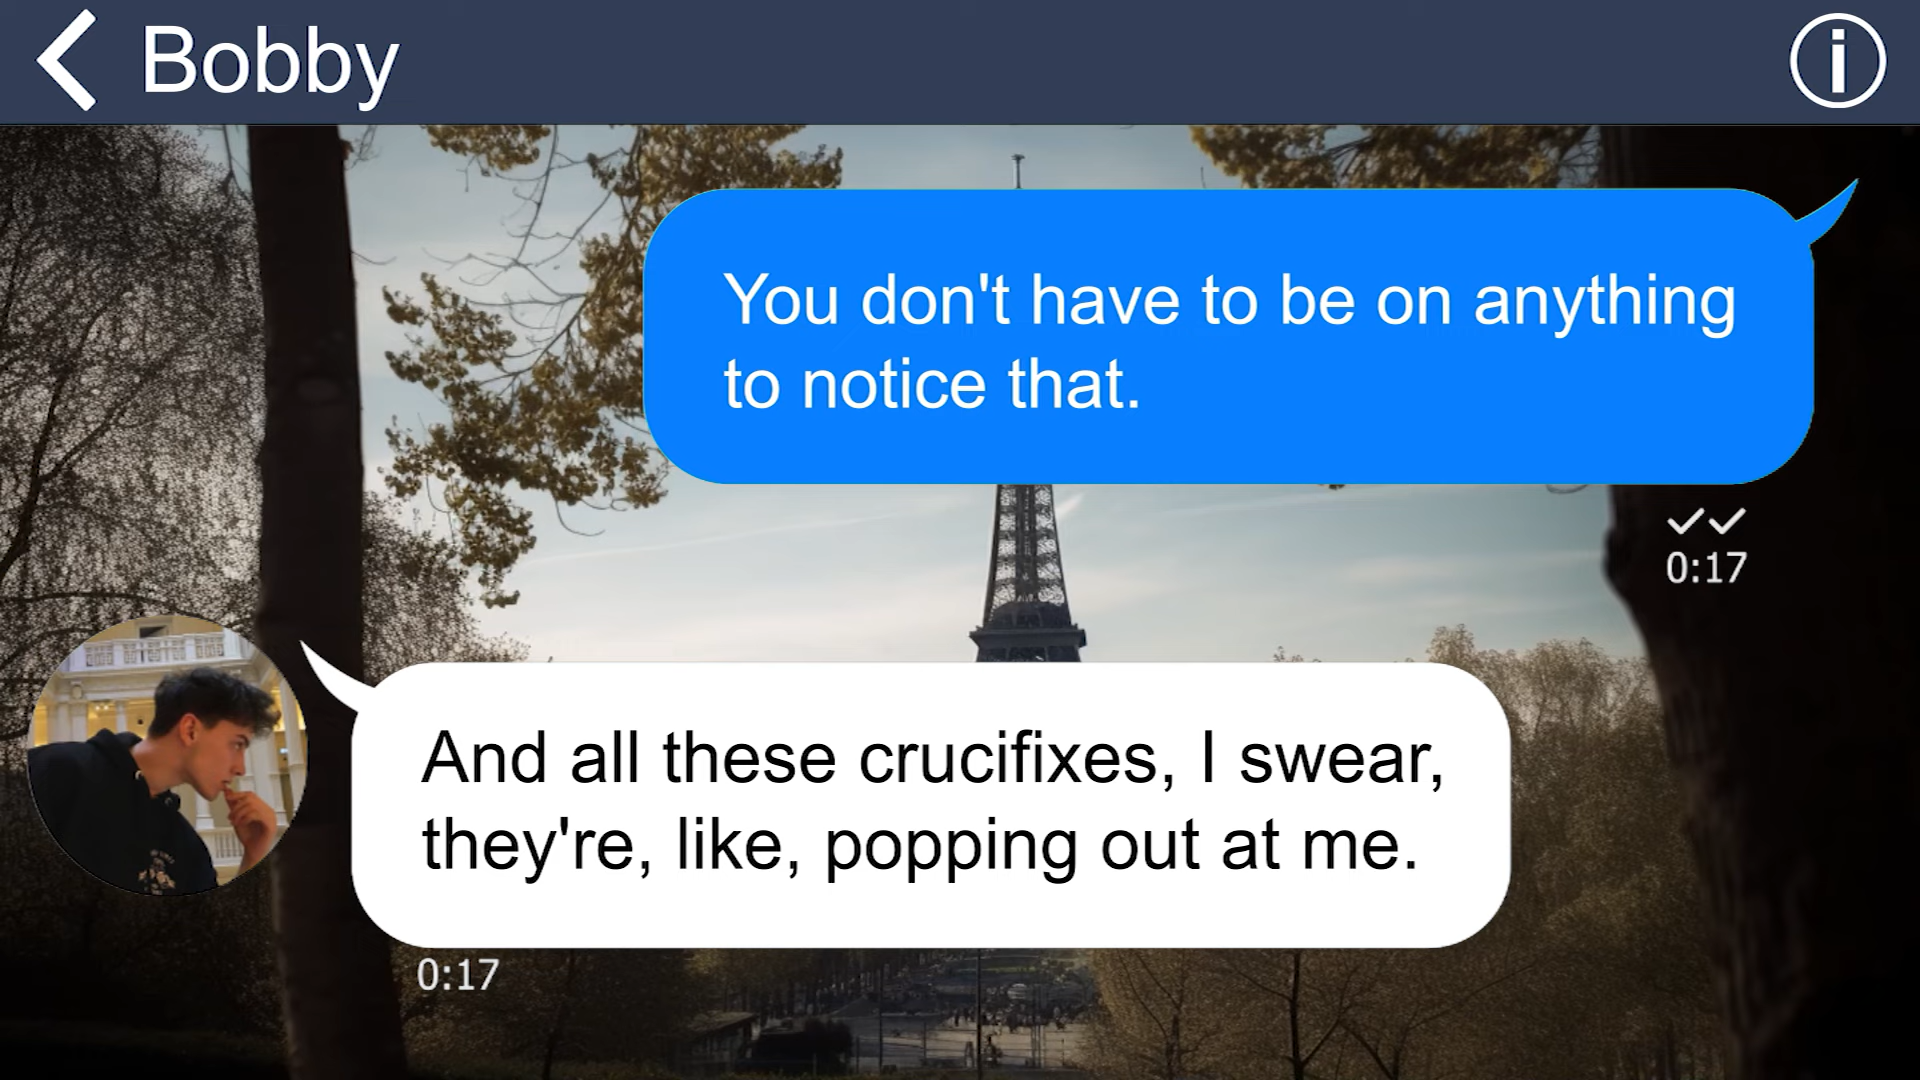 Bobby
You don't have to be on anything
to notice that.
0:17
And all these crucifixes, I swear,
they're, like, popping out at me.
0:17